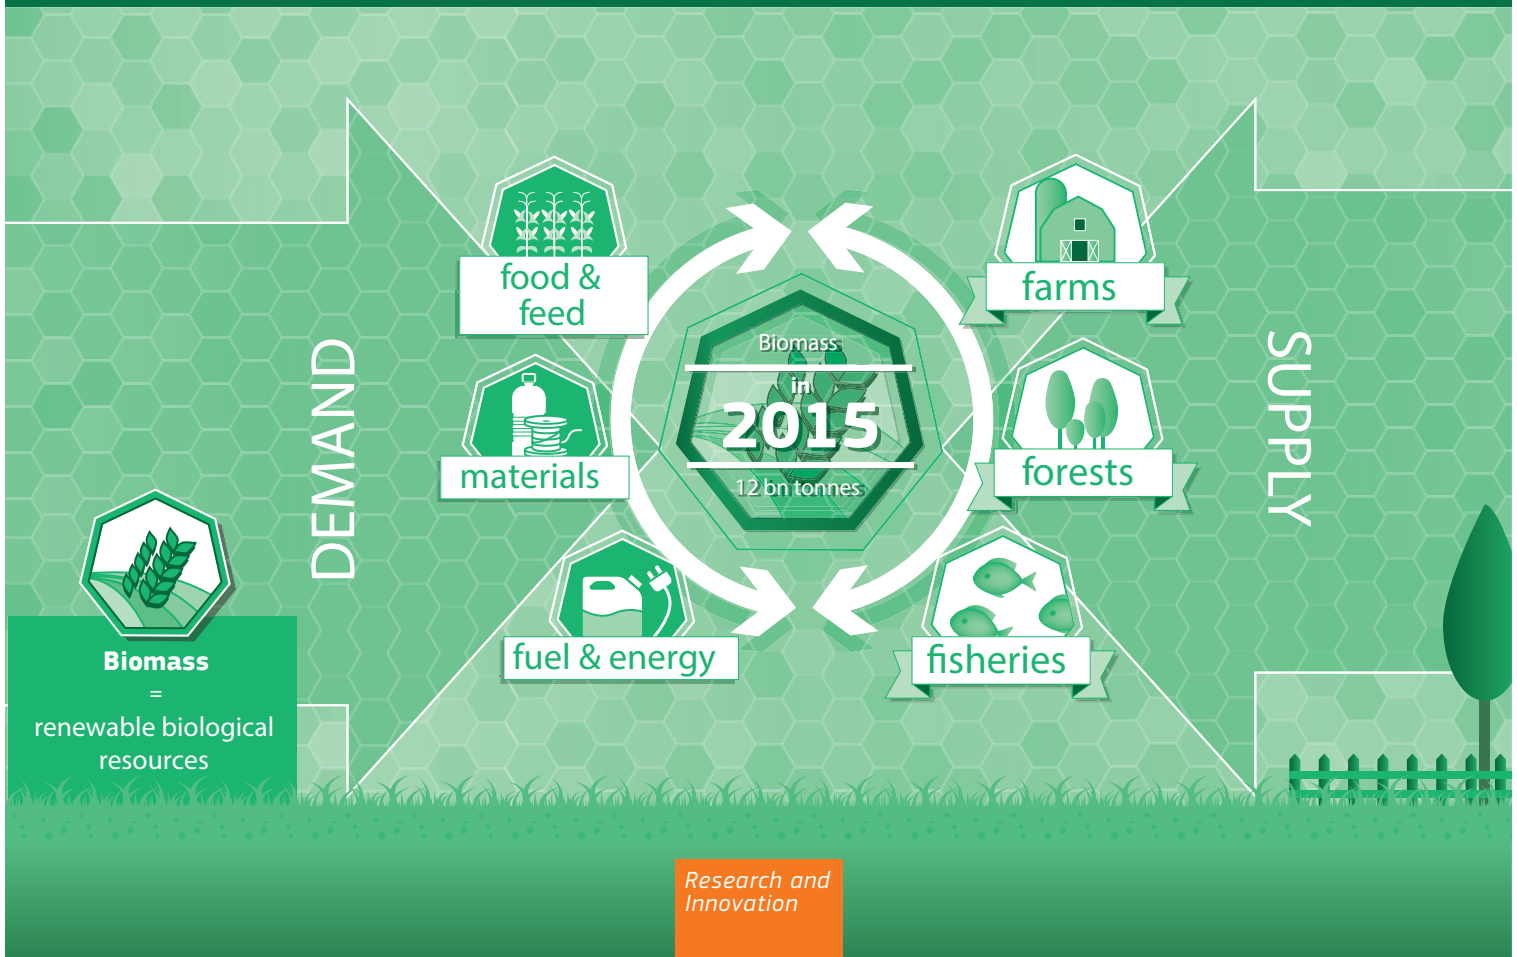 DEMAND
food &
feed
materials
fuel & energy
Biomass
in
2015
12 bn tonnes
farms
forests
fisheries
SUPPLY
Biomass
=
renewable biological
resources
Research and
Innovation